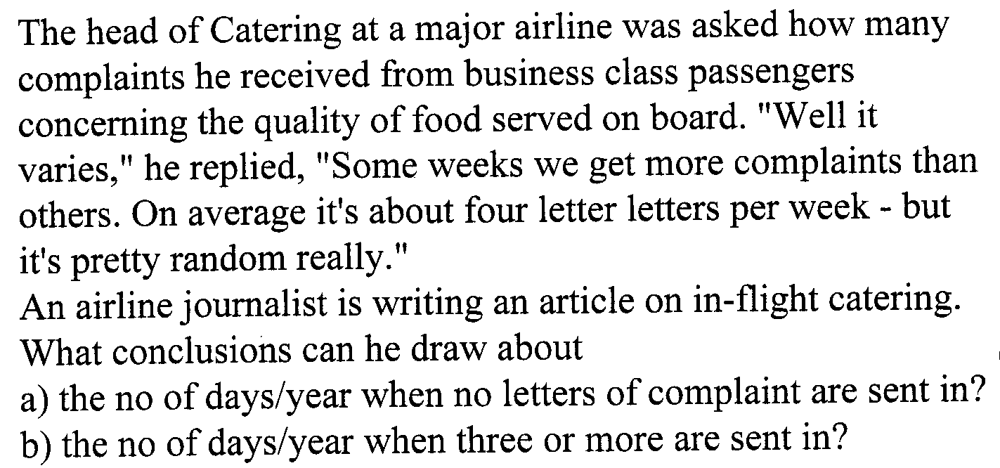 The head of Catering at a major airline was asked how many
complaints he received from business class passengers
concerning the quality of food served on board. "Well it
varies," he replied, "Some weeks we get more complaints than
others. On average it's about four letter letters per week - but
it's pretty random really."
An airline journalist is writing an article on in-flight catering.
What conclusions can he draw about
a) the no of days/year when no letters of complaint are sent in?
b) the no of days/year when three or more are sent in?